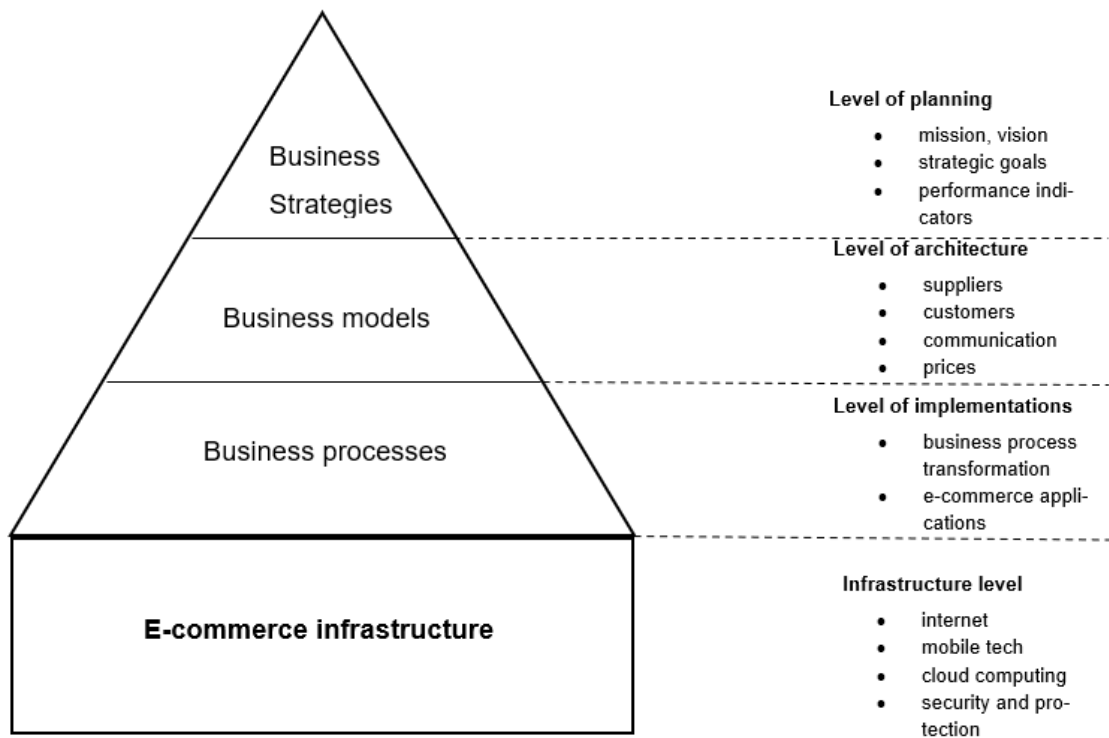 Business
Strategies
Business models
Business processes
E-commerce infrastructure
Level of planning
• mission, vision
• strategic goals
• performance indi-
cators
Level of architecture
• suppliers
• customers
• communication
• prices
Level of implementations
• business process
transformation
• e-commerce appli-
cations
Infrastructure level
• internet
• mobile tech
• cloud computing
• security and pro-
tection